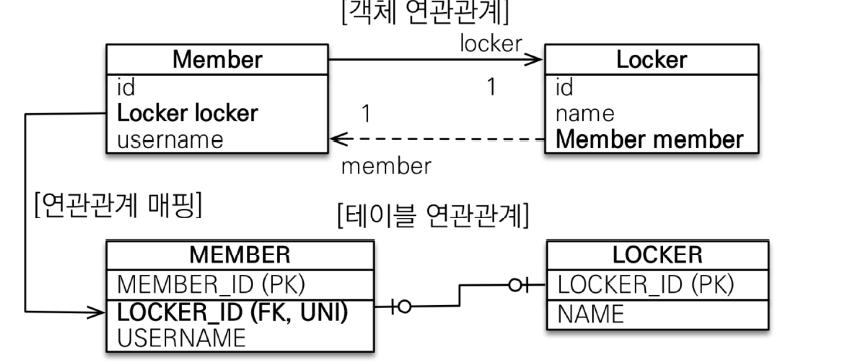 [객체 연관관계]
Member
id
Locker locker
username
locker
1
1
member
Locker
id
name
Member member
[연관관계 매핑]
[테이블 연관관계]
MEMBER
MEMBER_ID (PK)
LOCKER_ID (FK, UNI)
USERNAME
LOCKER
LOCKER_ID (PK)
NAME